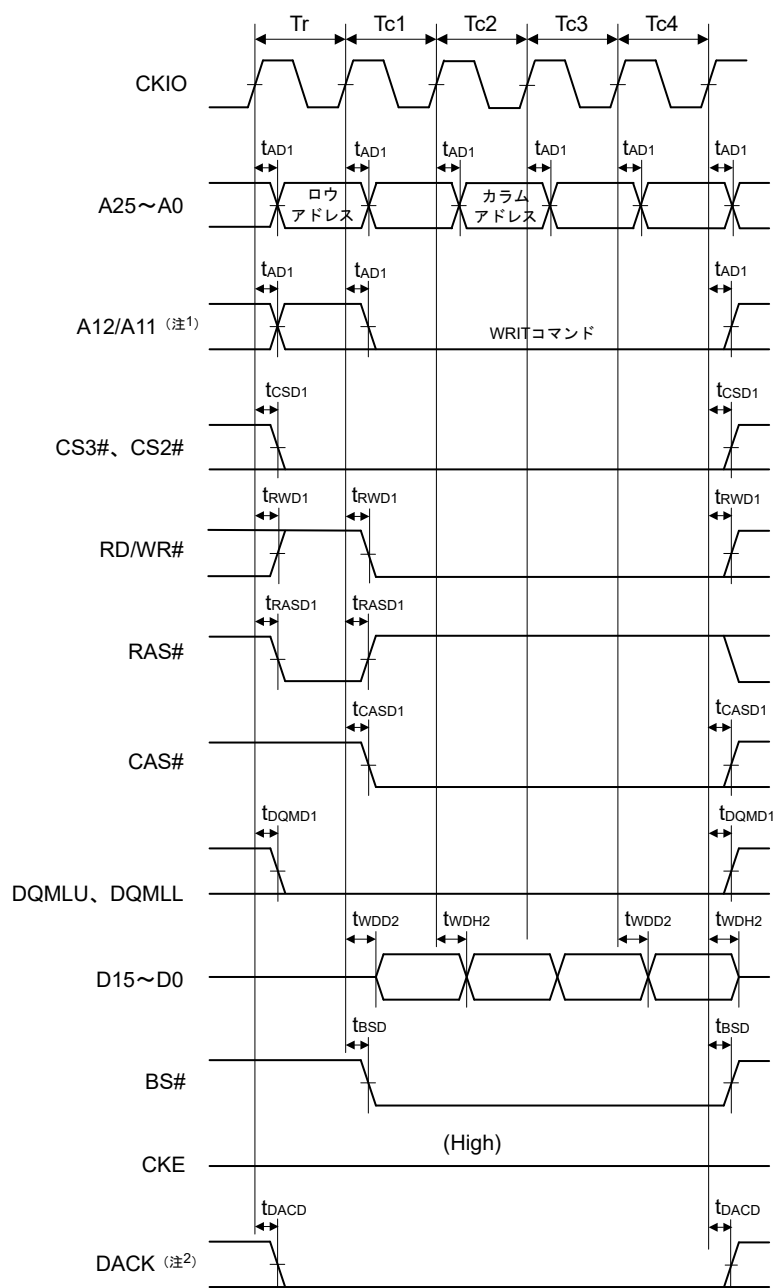 Tr Tc1 Tc2 Tc3 Tc4
CKIO
tAD1 tAD1 tAD1 tAD1 tAD1 tAD1
A25～A0 ロウ アドレス カラム アドレス
tAD1 tAD1 tAD1
A12/A11 （注1） WRITコマンド
tCSD1 tCSD1
CS3#、CS2#
tRWD1 tRWD1 tRWD1
RD/WR#
tRASD1 tRASD1
RAS#
tCASD1 tCASD1
CAS#
tDQMD1 tDQMD1
DQMLU、DQMLL
tWDD2 tWDH2 tWDD2 tWDH2
D15～D0
tBSD tBSD
BS#
(High)
CKE
tDACD tDACD
DACK （注2）